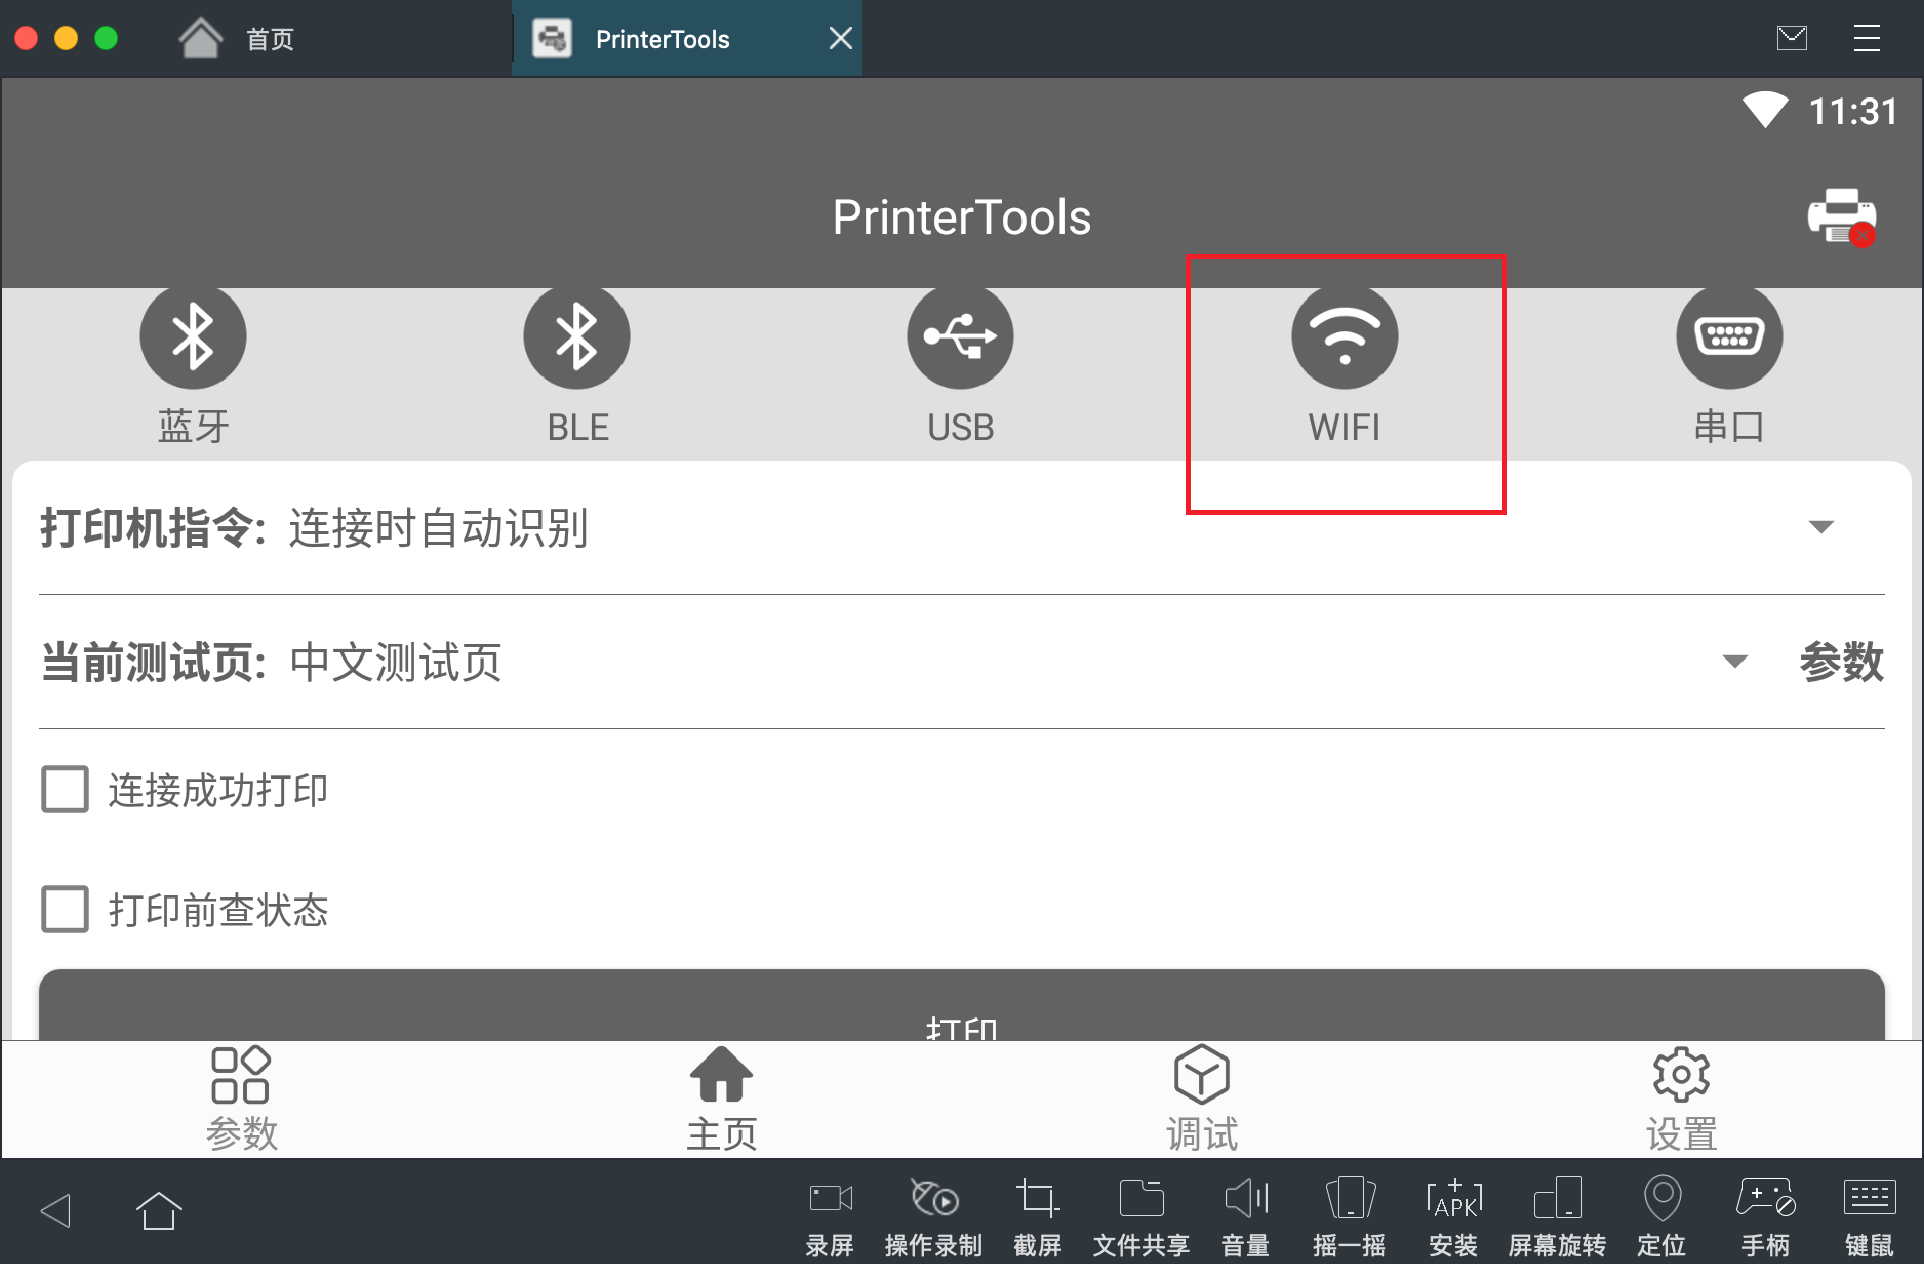 首页
PrinterTools
11:31
PrinterTools
蓝牙
BLE
USB
WIFI
串口
打印机指令: 连接时自动识别
当前测试页: 中文测试页
参数
连接成功打印
打印前查状态
打印
参数
主页
调试
设置
APK
录屏
操作录制
截屏
文件共享
音量
摇一摇
安装
屏幕旋转
定位
手柄
键鼠